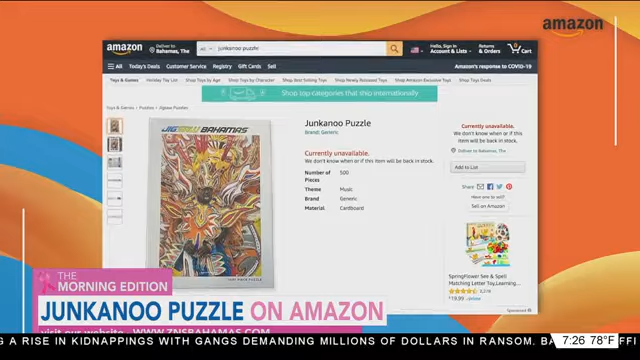 amazon
amazon
Deliver to
Bahamas, The
All
junkanoo puzzle
Hello, Sign in
Account & Lists
Returns
& Orders
0
Cart
All Today's Deals Customer Service Registry Gift Cards Sell
Amazon's response to COVID-19
Toys & Games Holiday Toy List Shop Toys by Age Shop Toys by Character Shop Best Selling Toys Shop Newly Released Toys Shop Amazon Exclusive Toys Shop Toys Deals
Shop top categories that ship internationally
Toys & Games › Puzzles › Jigsaw Puzzles
JIGSAW BAHAMAS
Junkanoo Puzzle
Brand: Generic
Currently unavailable.
We don't know when or if this item will be back in stock.
Number of Pieces 500
Theme Music
Brand Generic
Material Cardboard
Currently unavailable.
We don't know when or if this item will be back in stock.
Deliver to Bahamas, The
Add to List
Share
Have one to sell?
Sell on Amazon
SpringFlower See & Spell
Matching Letter Toy, Learning...
$19.99
Sponsored
THE
MORNING EDITION
JUNKANOO PUZZLE ON AMAZON
visit our website - WWW.ZNSBAHAMAS.COM
G A RISE IN KIDNAPPINGS WITH GANGS DEMANDING MILLIONS OF DOLLARS IN RANSOM. BA
FFI
7:26 78°F